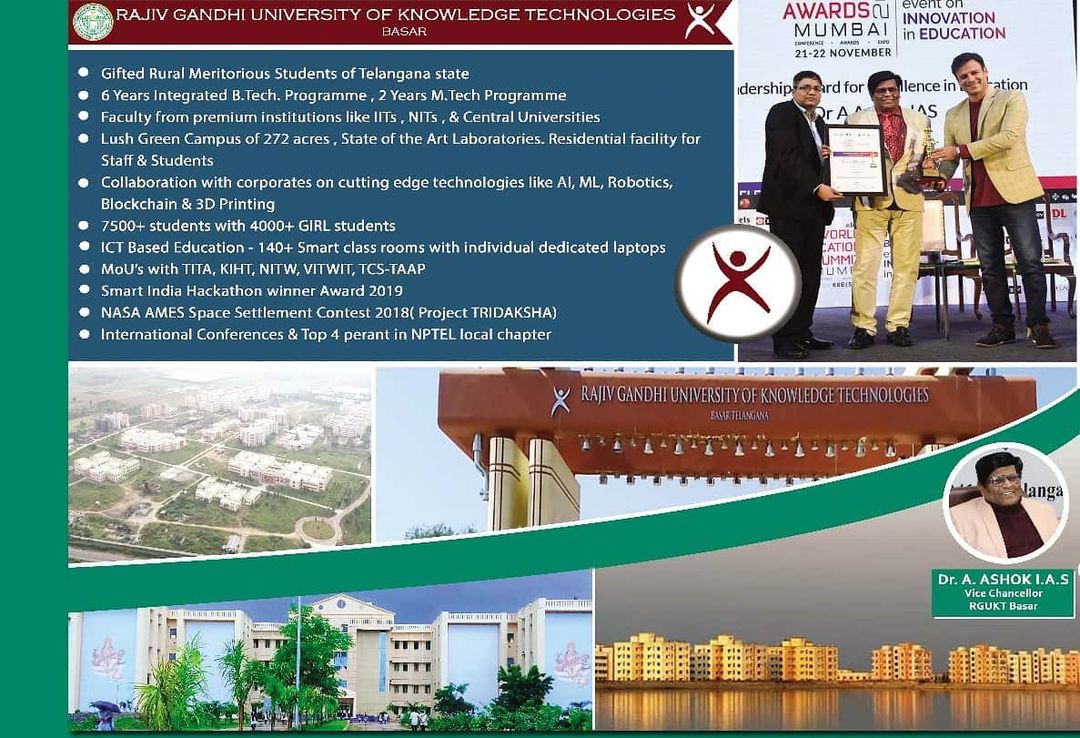 RAJIV GANDHI UNIVERSITY OF KNOWLEDGE TECHNOLOGIES
BASAR
Gifted Rural Meritorious Students of Telangana state
6 Years Integrated B.Tech. Programme , 2 Years M.Tech Programme
Faculty from premium institutions like IITs , NITs , & Central Universities
Lush Green Campus of 272 acres , State of the Art Laboratories. Residential facility for
Staff & Students
Collaboration with corporates on cutting edge technologies like AI, ML, Robotics,
Blockchain & 3D Printing
7500+ students with 4000+ GIRL students
ICT Based Education - 140+ Smart class rooms with individual dedicated laptops
MoU's with TITA, KIHT, NITW, VITWIT, TCS-TAAP
Smart India Hackathon winner Award 2019
NASA AMES Space Settlement Contest 2018( Project TRIDAKSHA)
International Conferences & Top 4 perant in NPTEL local chapter
AWARDS
MUMBAI
CONFERENCE • AWARDS • EXPO
21-22 NOVEMBER
event on
INNOVATION
in EDUCATION
RAJIV GANDHI UNIVERSITY OF KNOWLEDGE TECHNOLOGIES
BASAR TELANGANA
Dr. A. ASHOK I.A.S
Vice Chancellor
RGUKT Basar